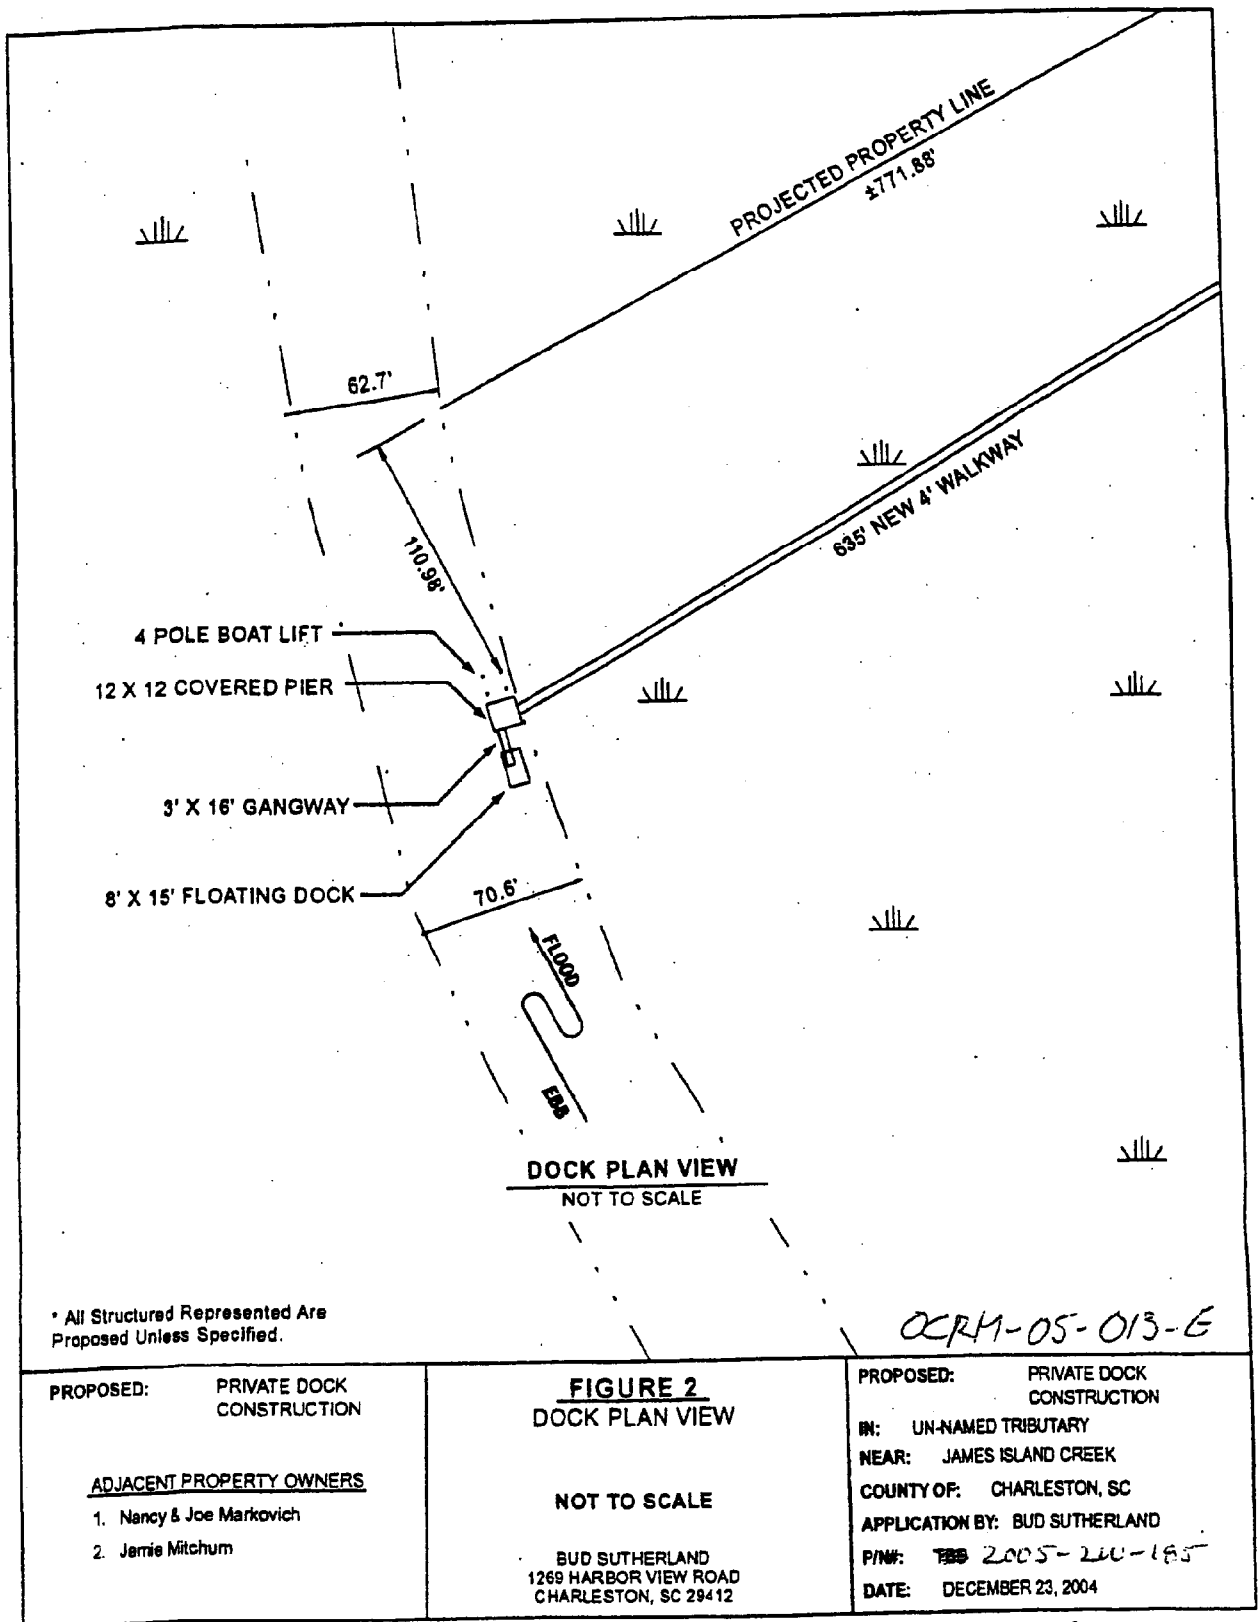 PROJECTED PROPERTY LINE
±771.88'
62.7'
635' NEW 4' WALKWAY
110.98'
4 POLE BOAT LIFT
12 X 12 COVERED PIER
3' X 16' GANGWAY
8' X 15' FLOATING DOCK
70.6'
FLOOD
EBB
DOCK PLAN VIEW
NOT TO SCALE
* All Structured Represented Are
Proposed Unless Specified.
OCRM-05-013-E
PROPOSED: PRIVATE DOCK
CONSTRUCTION
ADJACENT PROPERTY OWNERS
1. Nancy & Joe Markovich
2. Jamie Mitchum
FIGURE 2
DOCK PLAN VIEW
NOT TO SCALE
BUD SUTHERLAND
1269 HARBOR VIEW ROAD
CHARLESTON, SC 29412
PROPOSED: PRIVATE DOCK
CONSTRUCTION
IN: UN-NAMED TRIBUTARY
NEAR: JAMES ISLAND CREEK
COUNTY OF: CHARLESTON, SC
APPLICATION BY: BUD SUTHERLAND
P/N#: 2005-2W-185
DATE: DECEMBER 23, 2004